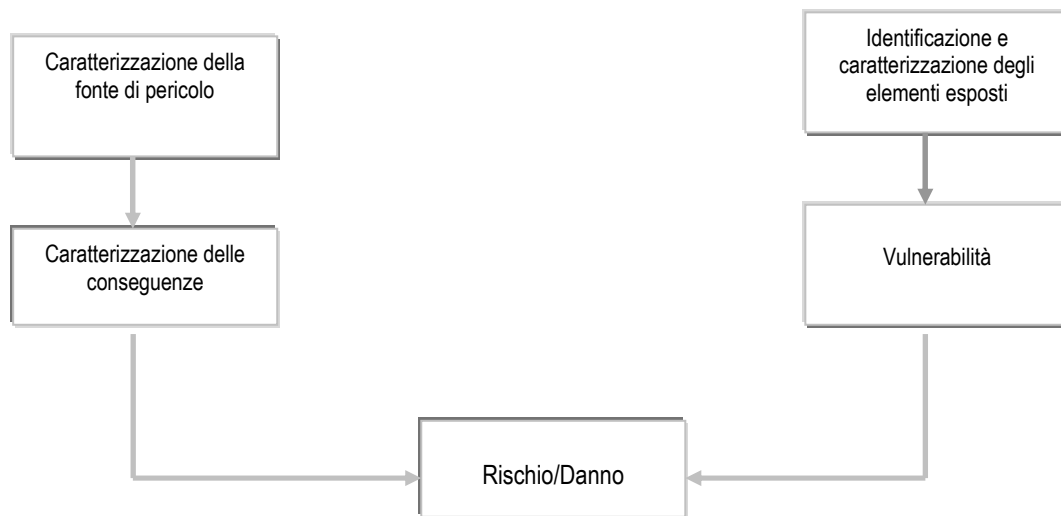 Caratterizzazione della
fonte di pericolo
Identificazione e
caratterizzazione degli
elementi esposti
Caratterizzazione delle
conseguenze
Vulnerabilità
Rischio/Danno